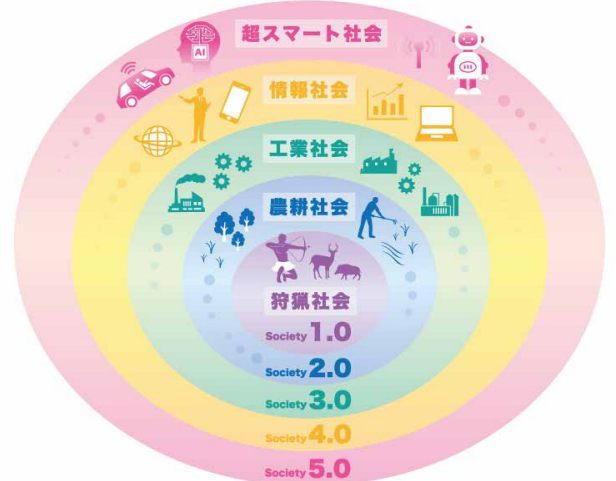 超スマート社会
AI
情報社会
工業社会
農耕社会
狩猟社会
Society 1.0
Society 2.0
Society 3.0
Society 4.0
Society 5.0